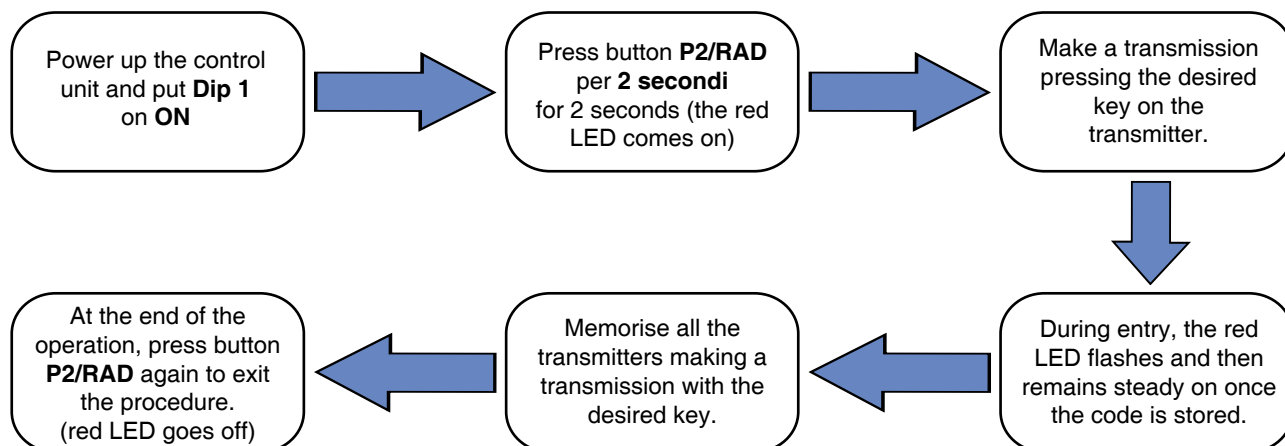 Power up the control
unit and put Dip 1
on ON
Press button P2/RAD
per 2 secondi
for 2 seconds (the red
LED comes on)
Make a transmission
pressing the desired
key on the
transmitter.
During entry, the red
LED flashes and then
remains steady on once
the code is stored.
Memorise all the
transmitters making a
transmission with the
desired key.
At the end of the
operation, press button
P2/RAD again to exit
the procedure.
(red LED goes off)